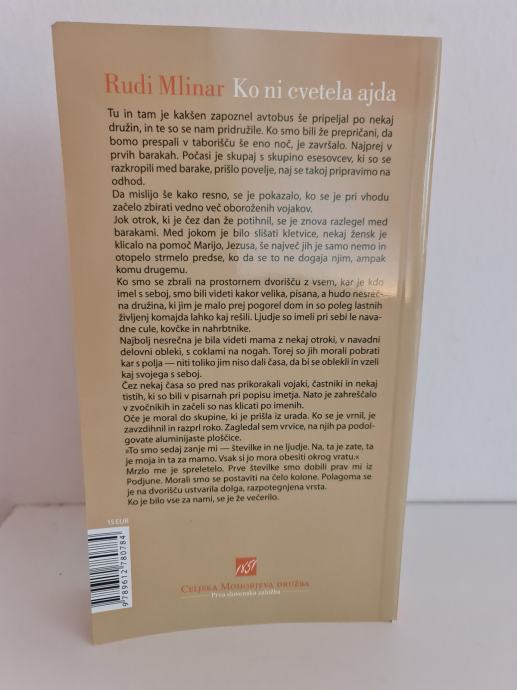 Rudi Mlinar Ko ni cvetela ajda
Tu in tam je kakšen zapoznel avtobus še pripeljal po nekaj
družin, in te so se nam pridružile. Ko smo bili že prepričani, da
bomo prespali v taborišču še eno noč, je završalo. Najprej v
prvih barakah. Počasi je skupaj s skupino esesovcev, ki so se
razkropili med barake, prišlo povelje, naj se takoj pripravimo na
odhod.
Da mislijo še kako resno, se je pokazalo, ko se je pri vhodu
začelo zbirati vedno več oboroženih vojakov.
Jok otrok, ki je čez dan že potihnil, se je znova razlegel med
barakami. Med jokom je bilo slišati kletvice, nekaj žensk je
klicalo na pomoč Marijo, Jezusa, še največ jih je samo nemo in
otopelo strmelo predse, ko da se to ne dogaja njim, ampak
komu drugemu.
Ko smo se zbrali na prostornem dvorišču z vsem, kar je kdo
imel s seboj, smo bili videti kakor velika, pisana, a hudo nesreč-
na družina, ki jim je malo prej pogorel dom in so poleg lastnih
življenj komajda lahko kaj rešili. Ljudje so imeli pri sebi le nava-
dne cule, kovčke in nahrbtnike.
Najbolj nesrečna je bila videti mama z nekaj otroki, v navadni
delovni obleki, s coklami na nogah. Torej so jih morali pobrati
kar s polja — niti toliko jim niso dali časa, da bi se oblekli in vzeli
kaj svojega s seboj.
Čez nekaj časa so pred nas prikorakali vojaki, častniki in nekaj
tistih, ki so bili v pisarnah pri popisu imetja. Nato je zahreščalo
v zvočnikih in začeli so nas klicati po imenih.
Oče je moral do skupine, ki je prišla iz urada. Ko se je vrnil, je
zavzdihnil in razprl roko. Zagledal sem vrvice, na njih pa podol-
govate aluminijaste ploščice.
»To smo sedaj zanje mi — številke in ne ljudje. Na, ta je zate, ta
je moja in ta za mamo. Vsak si jo mora obesiti okrog vratu.«
Mrzlo me je spreletelo. Prve številke smo dobili prav mi iz
Podjune. Morali smo se postaviti na čelo kolone. Polagoma se
je na dvorišču ustvarila dolga, razpotegnjena vrsta.
Ko je bilo vse za nami, se je že večerilo.
15 EUR
9789612780784
1851
CELJSKA MOHORJEVA DRUŽBA
Prva slovenska založba